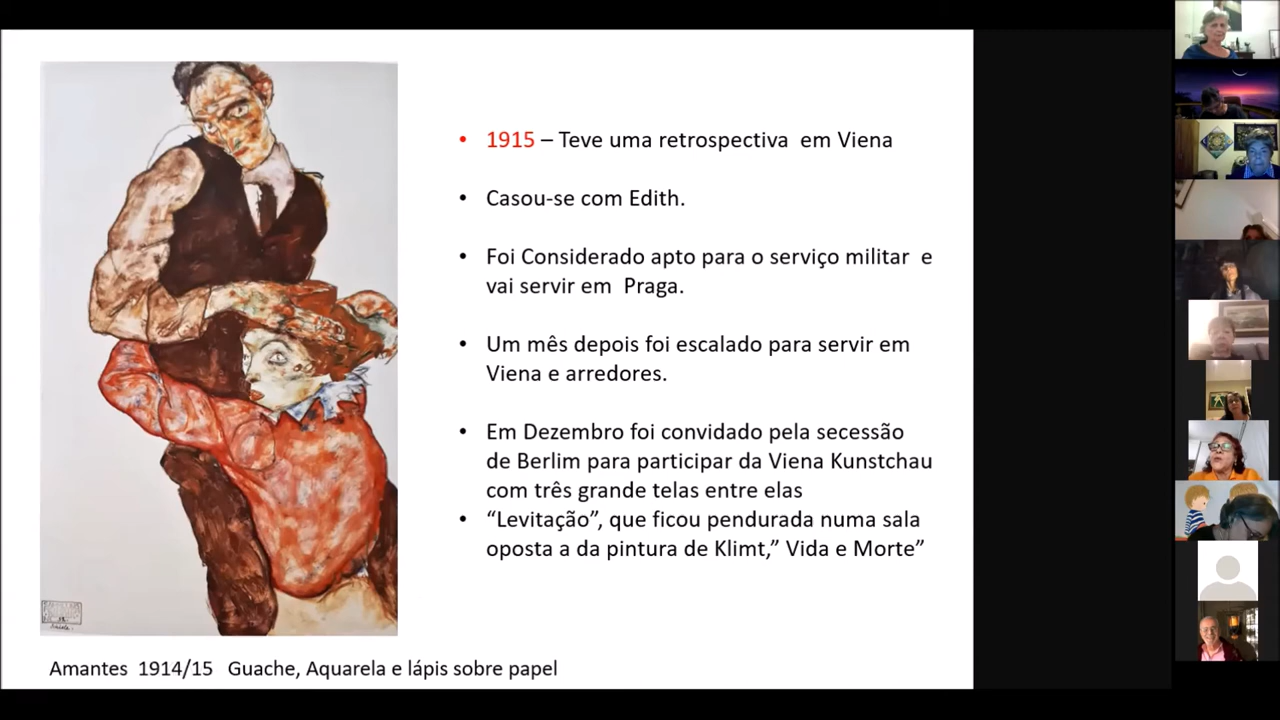 • 1915 – Teve uma retrospectiva em Viena
• Casou-se com Edith.
• Foi Considerado apto para o serviço militar e
vai servir em Praga.
• Um mês depois foi escalado para servir em
Viena e arredores.
• Em Dezembro foi convidado pela secessão
de Berlim para participar da Viena Kunstchau
com três grande telas entre elas
• “Levitação”, que ficou pendurada numa sala
oposta a da pintura de Klimt,” Vida e Morte”
Amantes 1914/15 Guache, Aquarela e lápis sobre papel